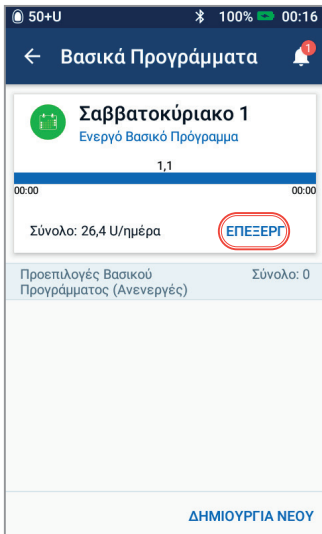 50+U 100% 00:16
Βασικά Προγράμματα 1
Σαββατοκύριακο 1
Ενεργό Βασικό Πρόγραμμα
1,1
00:00 00:00
Σύνολο: 26,4 U/ημέρα ΕΠΕΞΕΡΓ
Προεπιλογές Βασικού Σύνολο: 0
Προγράμματος (Ανενεργές)
ΔΗΜΙΟΥΡΓΙΑ ΝΕΟΥ